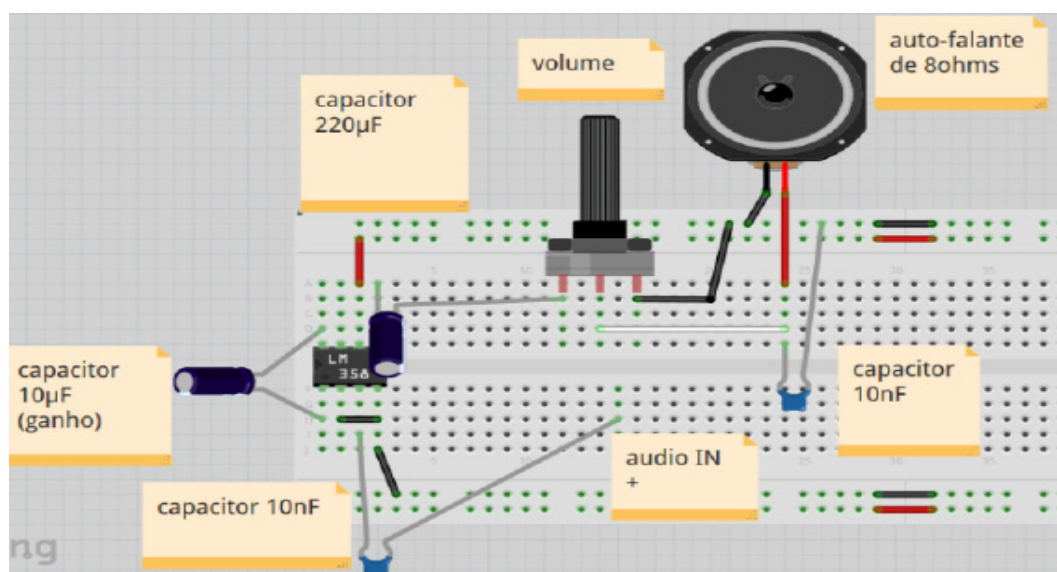 auto-falante
de 8ohms
volume
capacitor
220µF
LM
358
capacitor
10µF
(ganho)
capacitor
10nF
audio IN
+
capacitor 10nF
ng